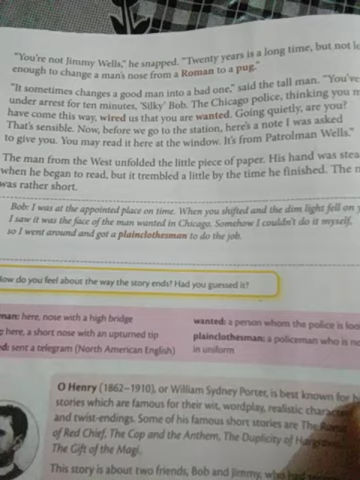 "You're not Jimmy Wells," he snapped. "Twenty years is a long time, but not
enough to change a man's nose from a Roman to a pug."
"It sometimes changes a good man into a bad one," said the tall man. "You've
under arrest for ten minutes, 'Silky' Bob. The Chicago police, thinking you m
have come this way, wired us that you are wanted. Going quietly, are you?
That's sensible. Now, before we go to the station, here's a note I was asked
to give you. You may read it here at the window. It's from Patrolman Wells."
The man from the West unfolded the little piece of paper. His hand was stea
when he began to read, but it trembled a little by the time he finished. The n
was rather short.
Bob: I was at the appointed place on time. When you shifted and the dim light fell on y
I saw it was the face of the man wanted in Chicago. Somehow I couldn't do it myself,
so I went around and got a plainclothesman to do the job.
How do you feel about the way the story ends? Had you guessed it?
man: here, nose with a high bridge
: here, a short nose with an upturned tip
ed: sent a telegram (North American English)
wanted: a person whom the police is loo
plainclothesman: a policeman who is no
in uniform
O Henry (1862–1910), or William Sydney Porter, is best known for h
stories which are famous for their wit, wordplay, realistic charact
and twist-endings. Some of his famous short stories are The
of Red Chief, The Cop and the Anthem, The Duplicity of
The Gift of the Magi.
This story is about two friends, Bob and Jimmy, who